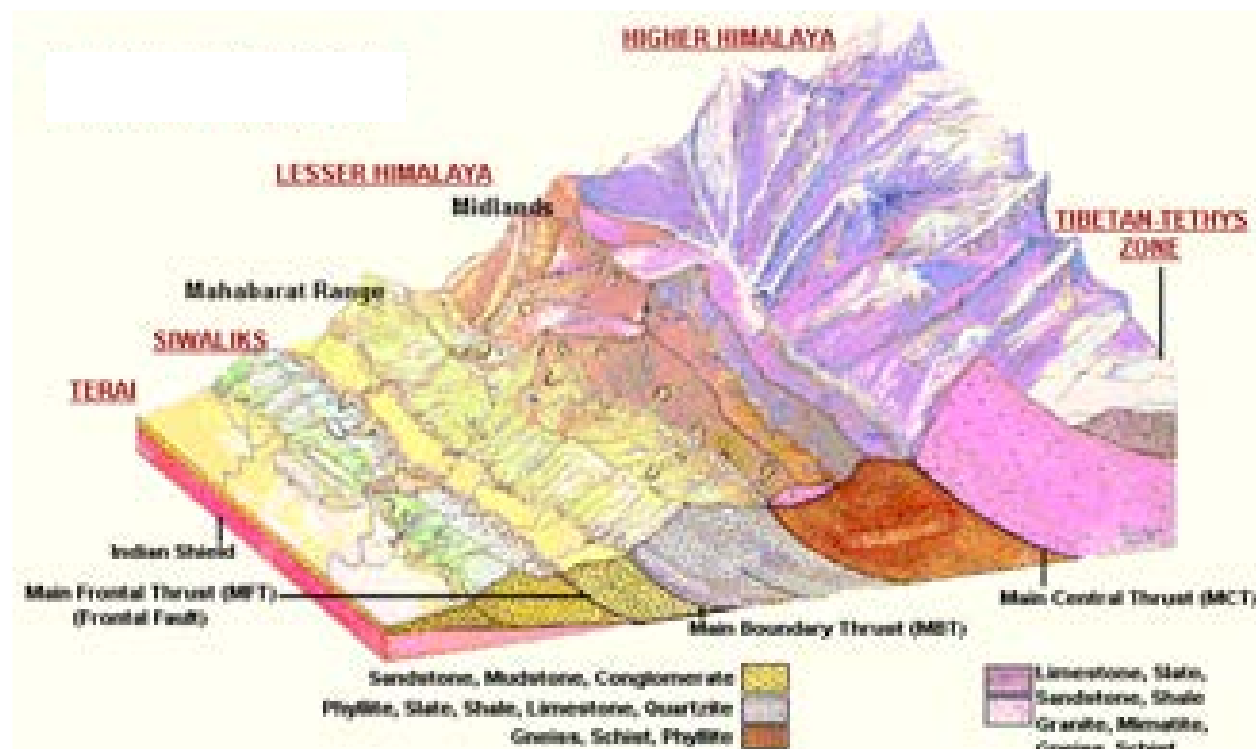 HIGHER HIMALAYA
LESSER HIMALAYA
Midlands
TIBETAN-TETHYS
ZONE
Mahabarat Range
SIWALIKS
TERAI
Indian Shield
Main Frontal Thrust (MFT)
(Frontal Fault)
Main Central Thrust (MCT)
Main Boundary Thrust (MBT)
Sandstone, Mudstone, Conglomerate
Phyllite, Slate, Shale, Limestone, Quartzite
Gneiss, Schist, Phyllite
Limestone, Slate,
Sandstone, Shale
Granite,